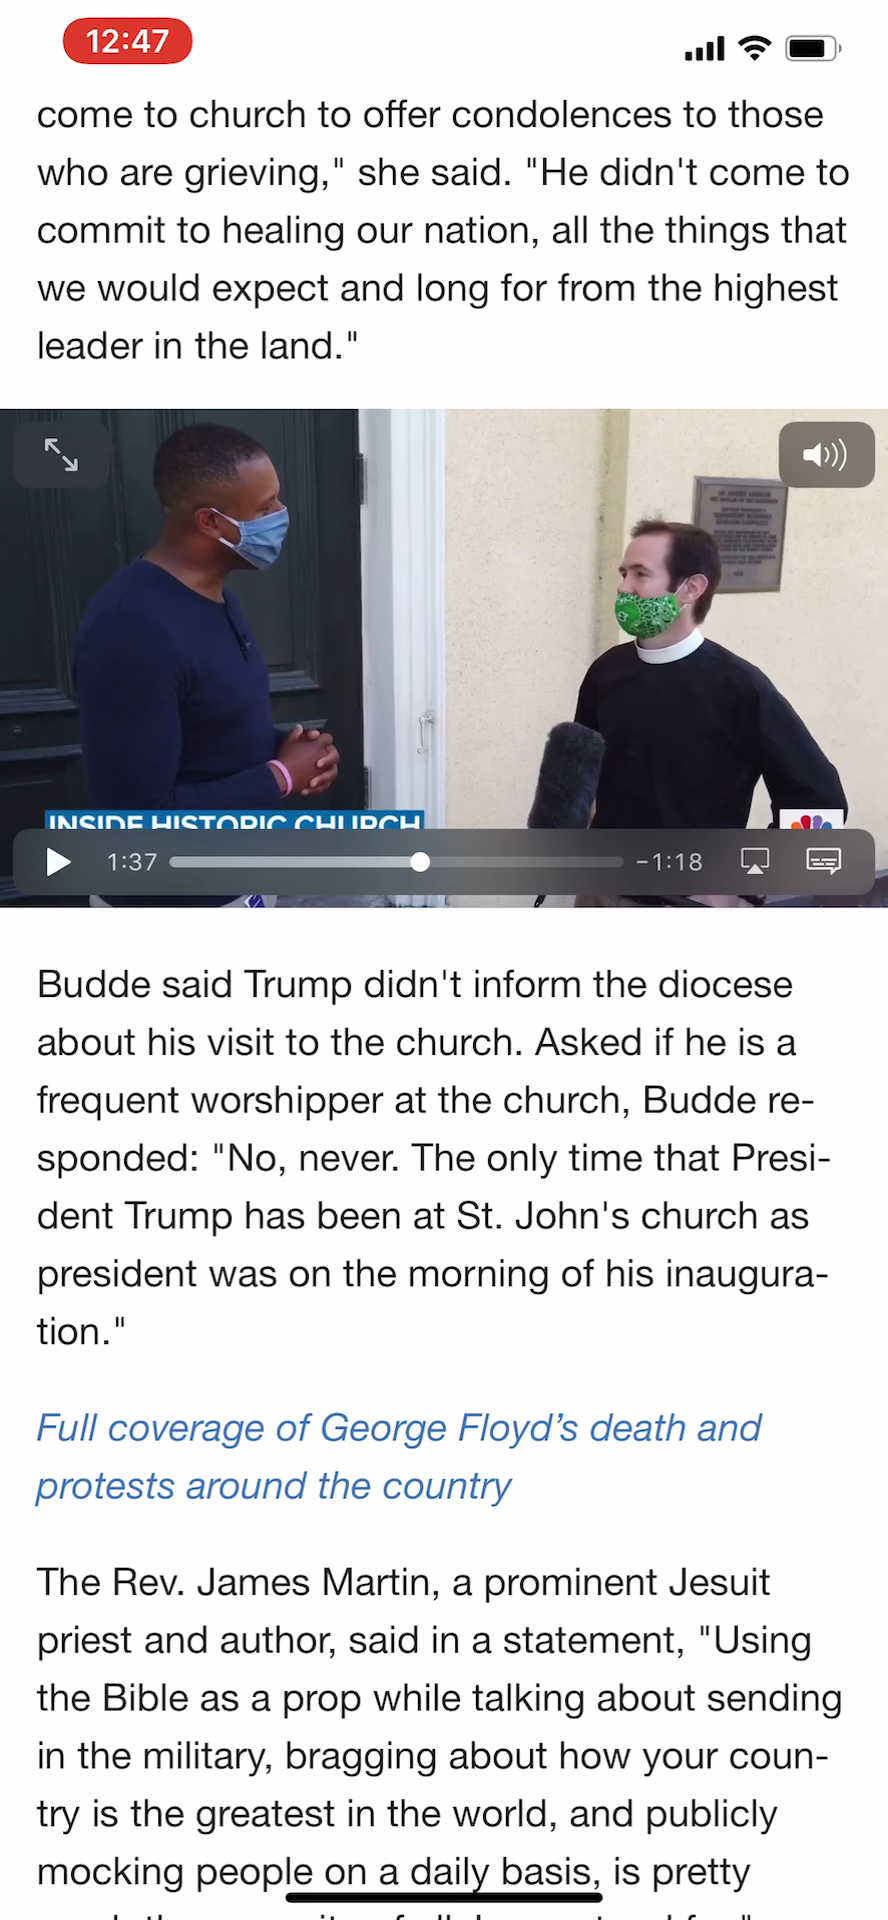 12:47
come to church to offer condolences to those
who are grieving," she said. "He didn't come to
commit to healing our nation, all the things that
we would expect and long for from the highest
leader in the land."
INSIDE HISTORIC CHURCH
1:37
-1:18
Budde said Trump didn't inform the diocese
about his visit to the church. Asked if he is a
frequent worshipper at the church, Budde re-
sponded: "No, never. The only time that Presi-
dent Trump has been at St. John's church as
president was on the morning of his inaugura-
tion."
Full coverage of George Floyd’s death and
protests around the country
The Rev. James Martin, a prominent Jesuit
priest and author, said in a statement, "Using
the Bible as a prop while talking about sending
in the military, bragging about how your coun-
try is the greatest in the world, and publicly
mocking people on a daily basis, is pretty